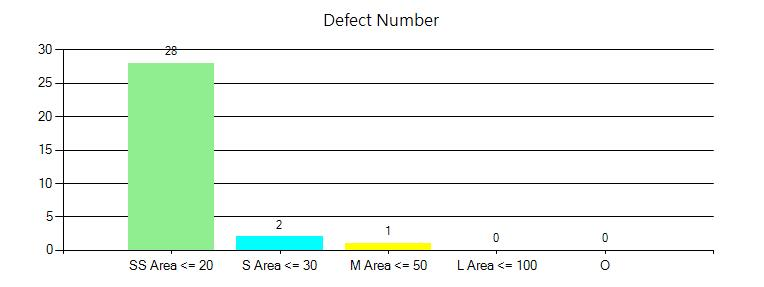 Defect Number
30
25
20
15
10
5
0
28
2
1
0
0
SS Area <= 20
S Area <= 30
M Area <= 50
L Area <= 100
O